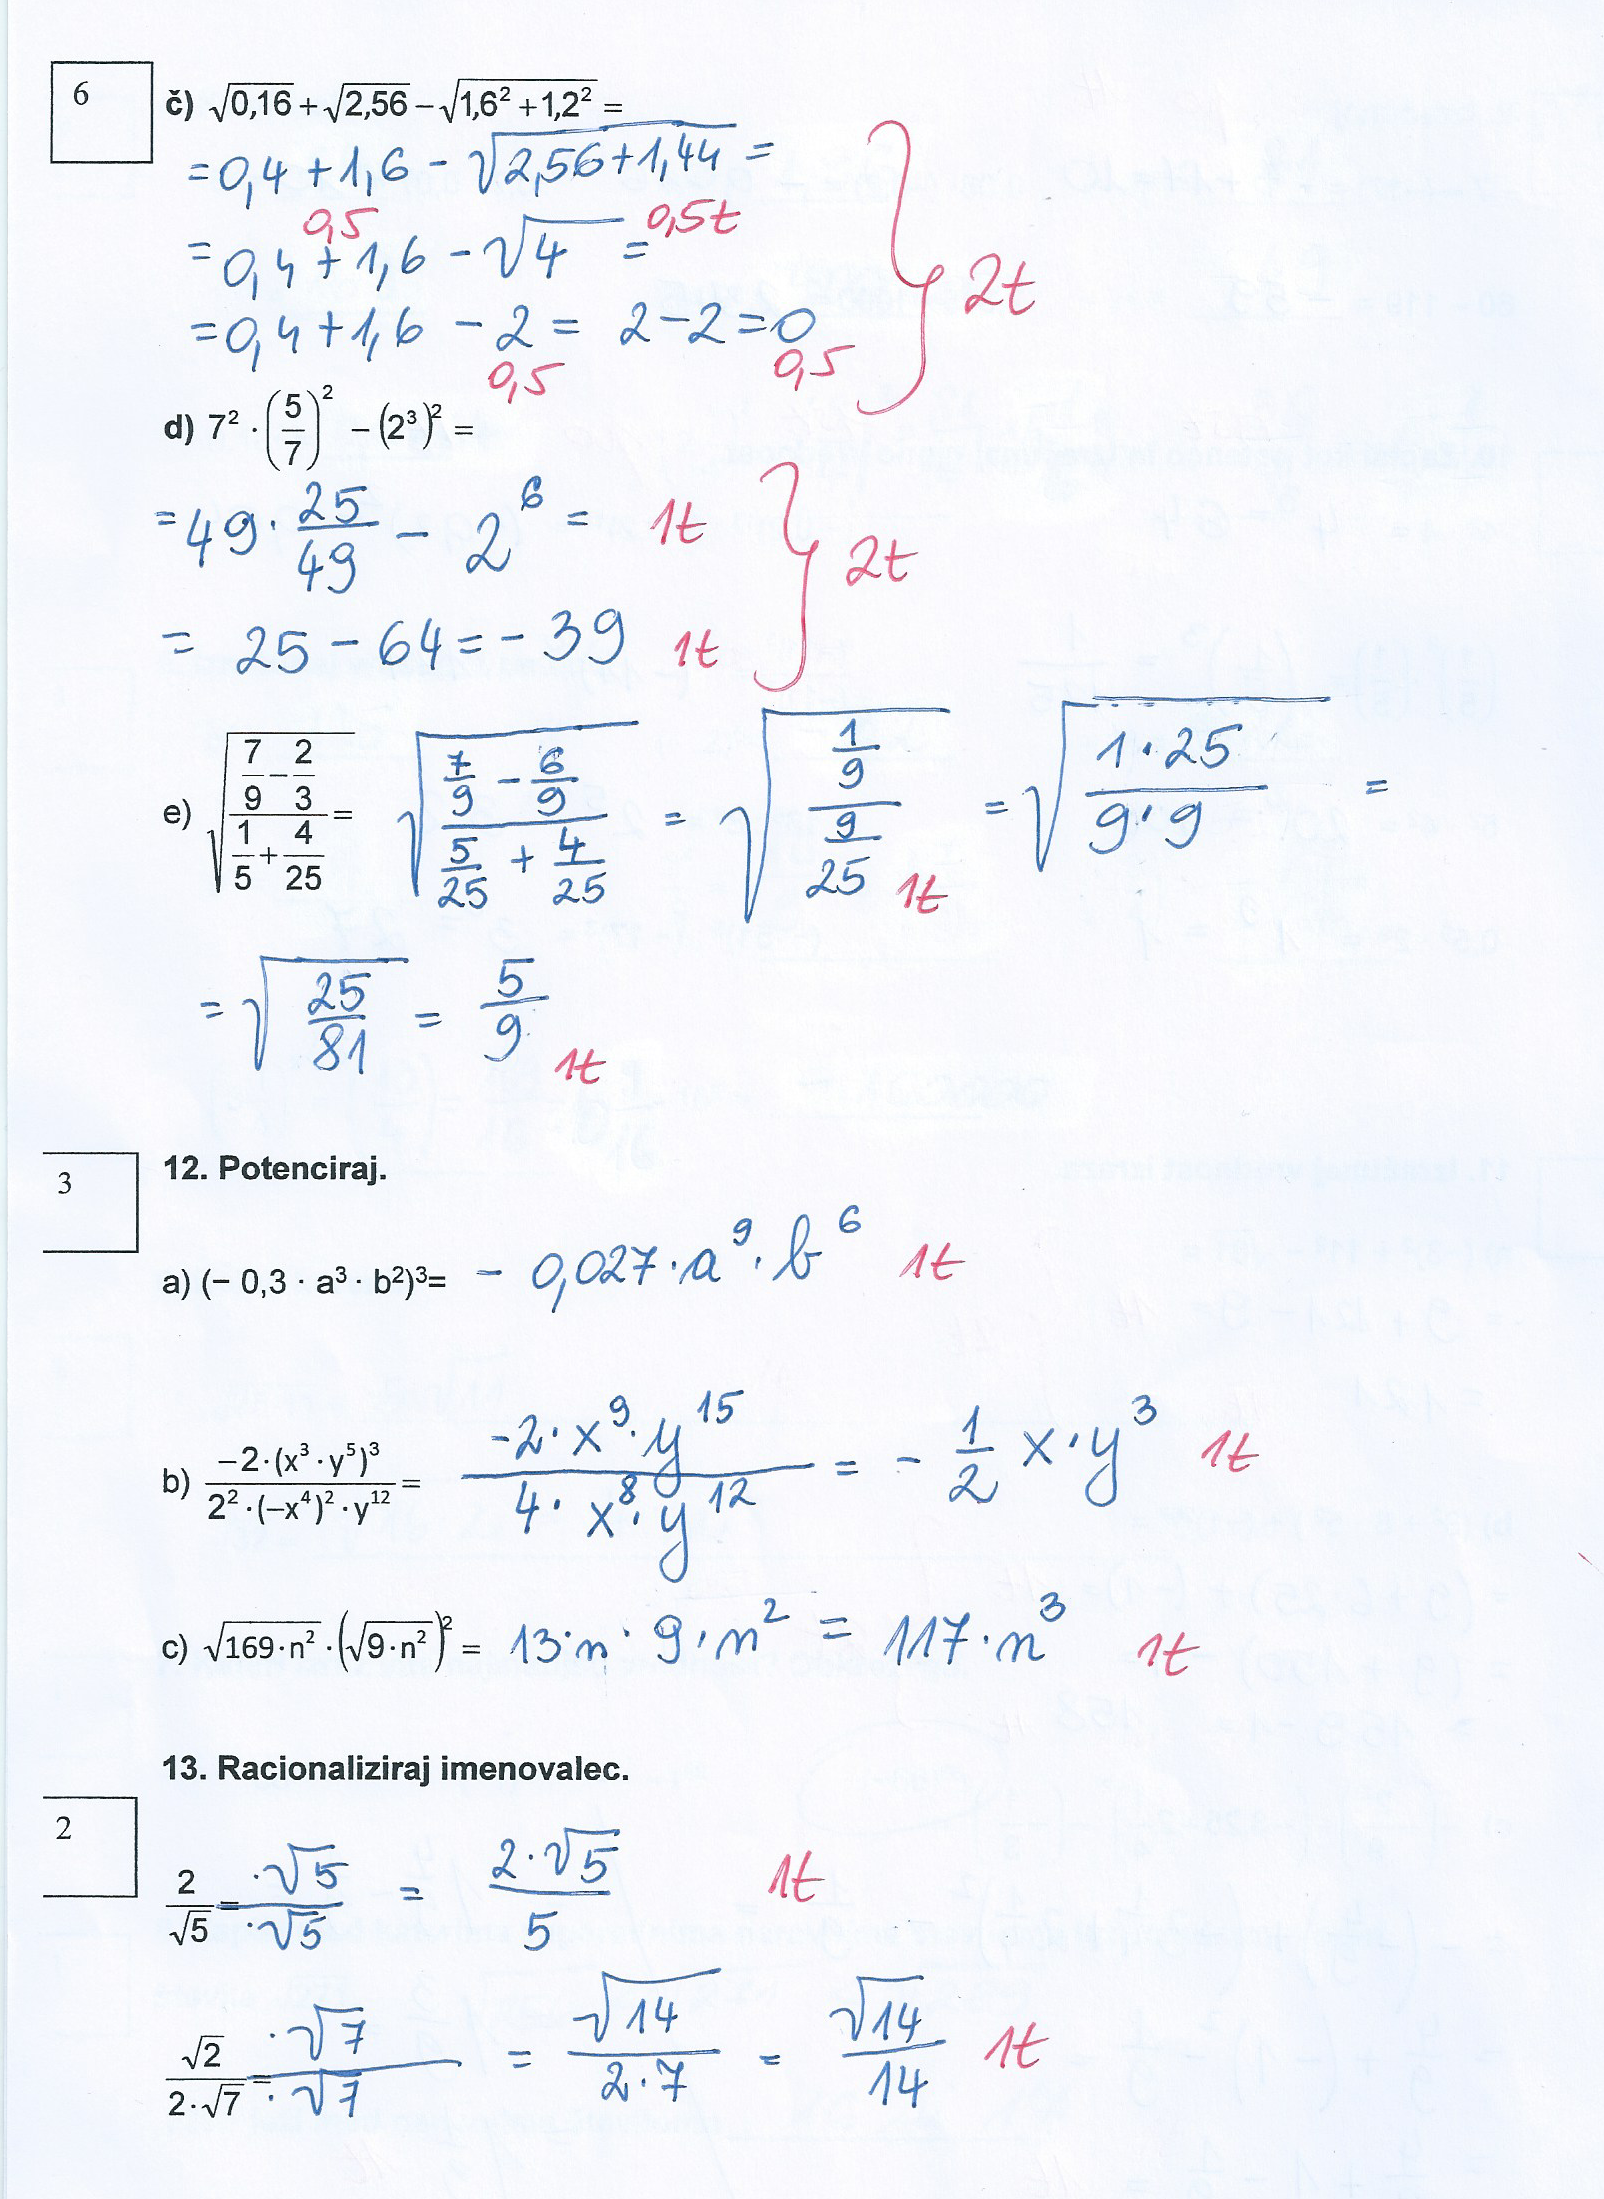 6
č) √0,16 + √2,56 − √(1,6² + 1,2²) =
= 0,4 + 1,6 − √(2,56 + 1,44) =
0,5 0,5t
= 0,4 + 1,6 − √4 =
2t
= 0,4 + 1,6 − 2 = 2 − 2 = 0
0,5 0,5
d) 7² · (5/7)² − (2³)² =
= 49 · 25/49 − 2⁶ = 1t
2t
= 25 − 64 = − 39 1t
e) √((7/9 − 2/3)/(1/5 + 4/25)) = √((7/9 − 6/9)/(5/25 + 4/25)) = √((1/9)/(9/25)) 1t = √((1 · 25)/(9 · 9)) =
= √(25/81) = 5/9 1t
3
12. Potenciraj.
a) (− 0,3 · a³ · b²)³= − 0,027 · a⁹ · b⁶ 1t
b) (−2 · (x³ · y⁵)³)/(2² · (−x⁴)² · y¹²) = (−2 · x⁹ · y¹⁵)/(4 · x⁸ · y¹²) = − 1/2 x · y³ 1t
c) √(169 · n²) · (√(9 · n²))² = 13 · n · 9 · n² = 117 · n³ 1t
13. Racionaliziraj imenovalec.
2
2/√5 = · √5/· √5 = (2 · √5)/5 1t
√2/(2 · √7) = · √7/· √7 = √14/(2 · 7) = √14/14 1t